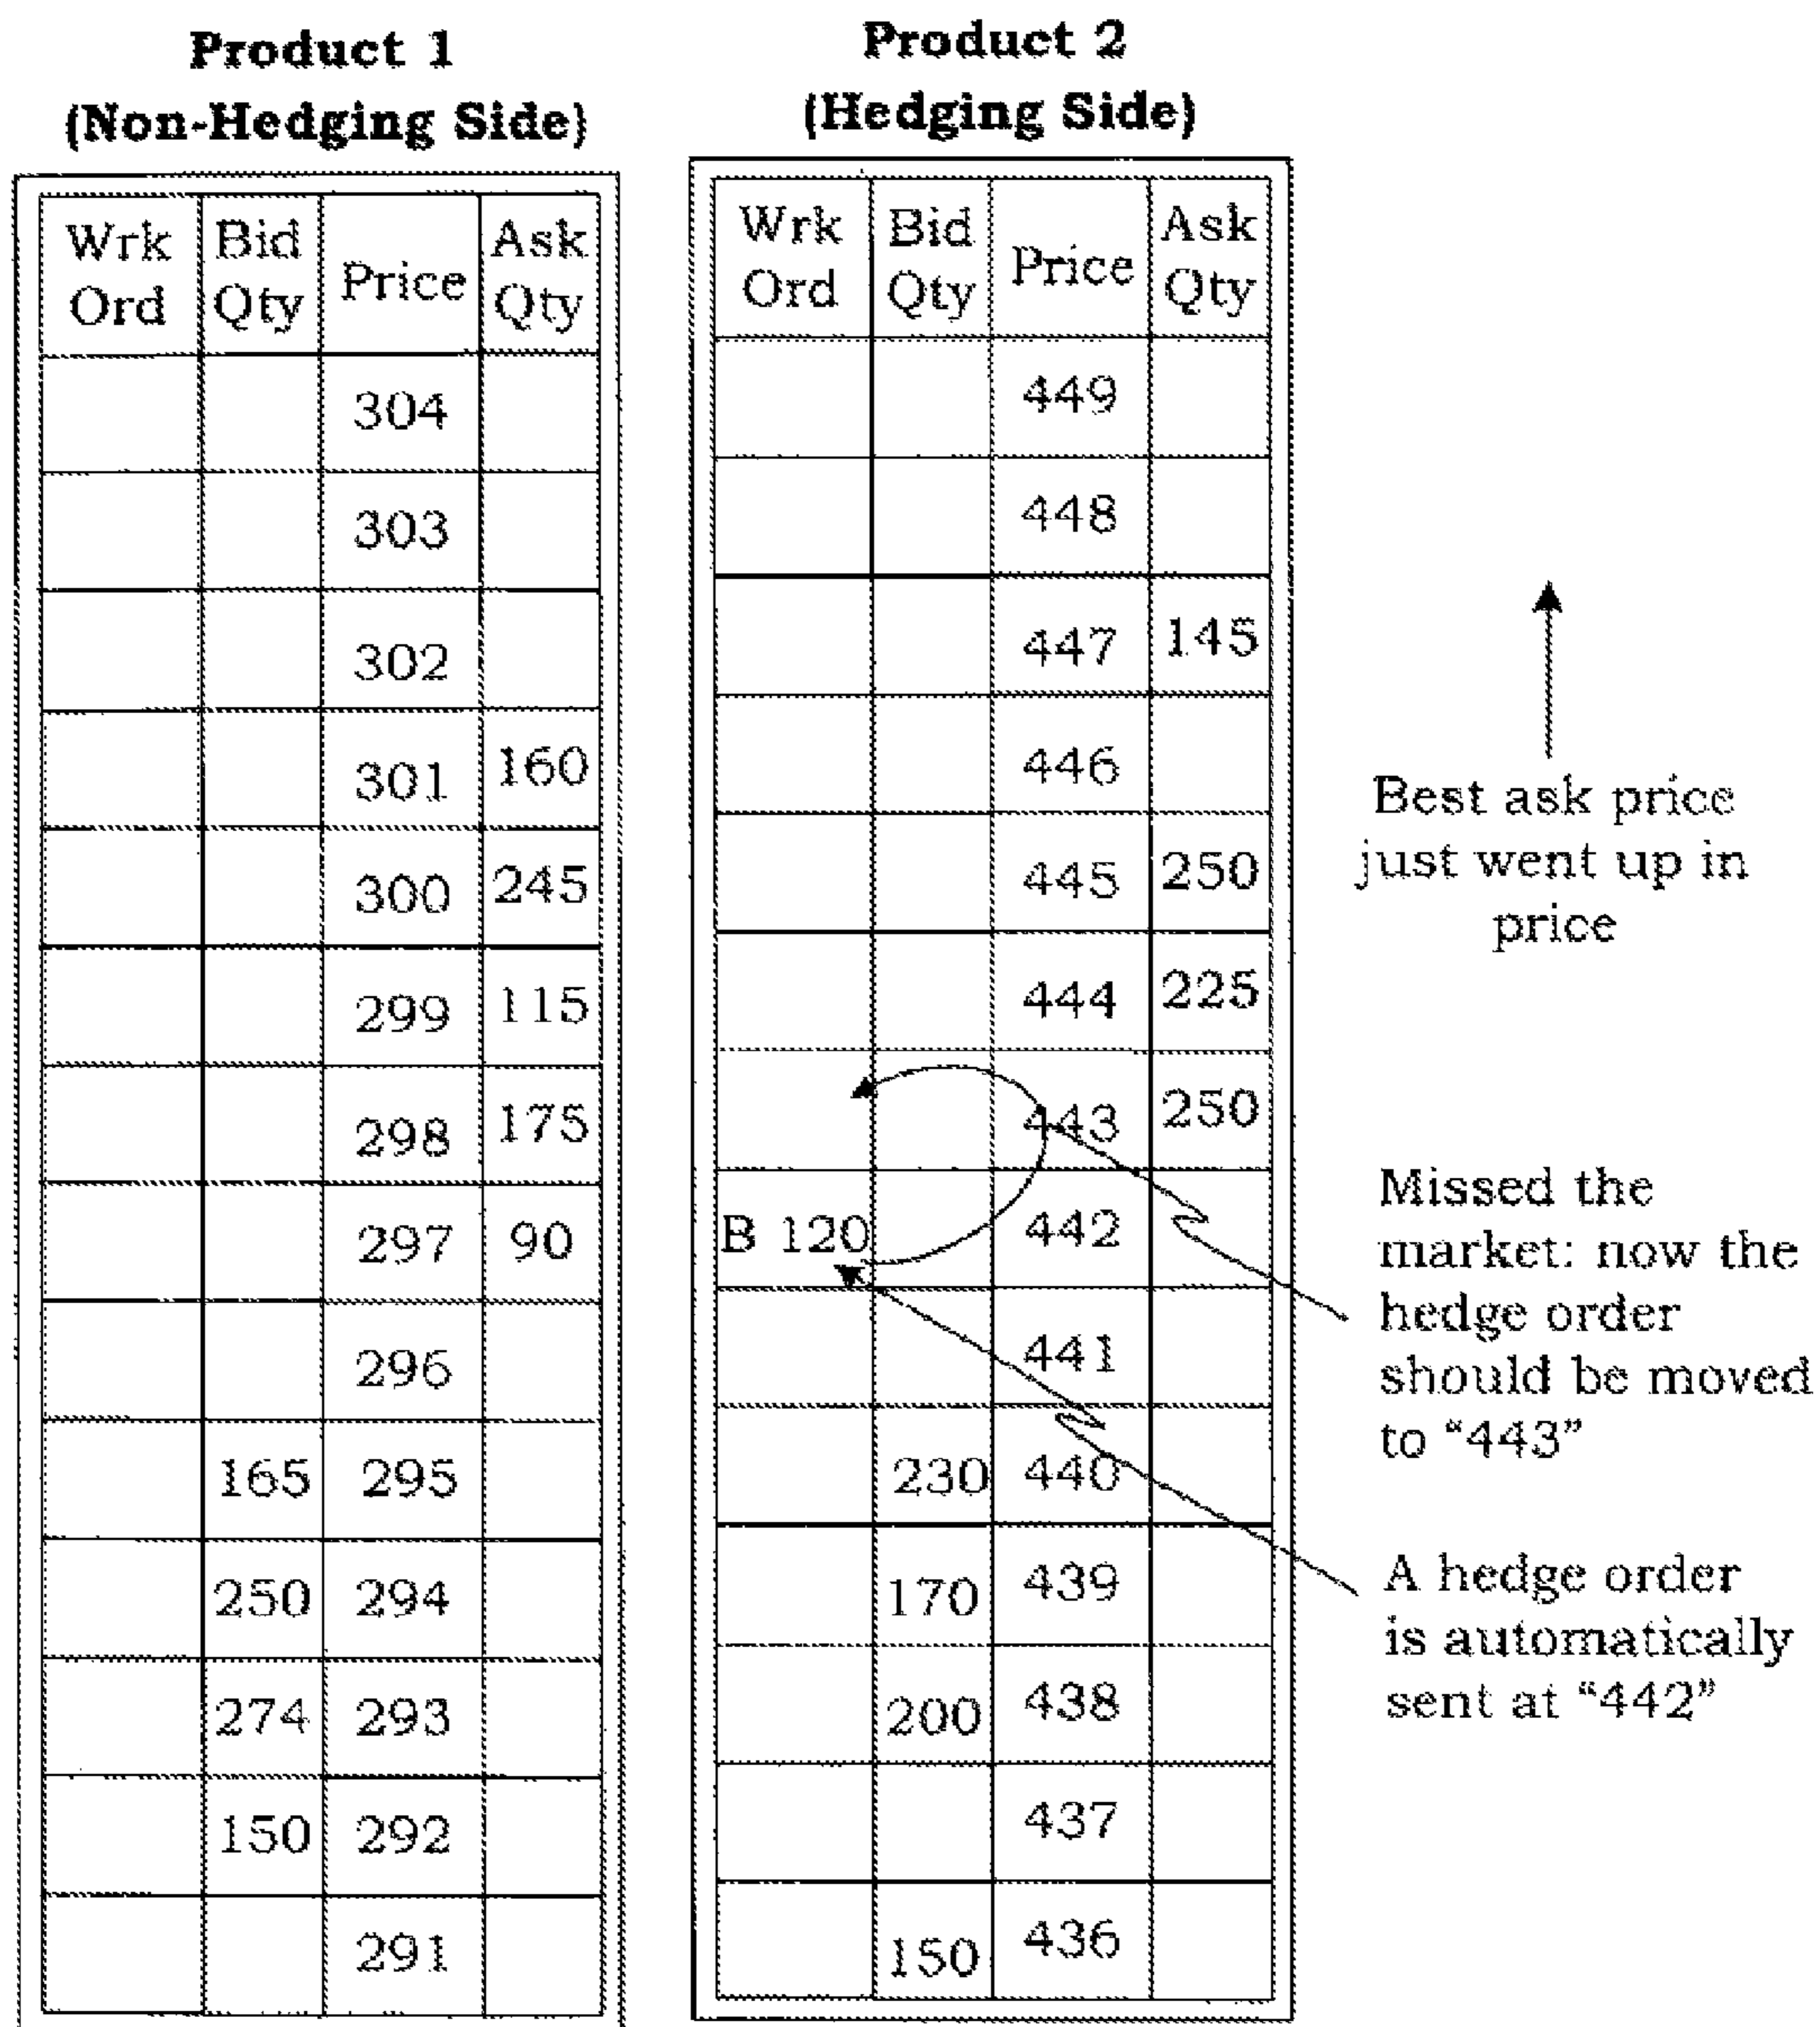 Product 1
(Non-Hedging Side)
Wrk Ord Bid Qty Price Ask Qty
304
303
302
301 160
300 245
299 115
298 175
297 90
296
165 295
250 294
274 293
150 292
291
Product 2
(Hedging Side)
Wrk Ord Bid Qty Price Ask Qty
449
448
447 145
446
445 250
444 225
443 250
B 120 442
441
230 440
170 439
200 438
437
150 436
Best ask price
just went up in
price
Missed the
market: now the
hedge order
should be moved
to “443”
A hedge order
is automatically
sent at “442”